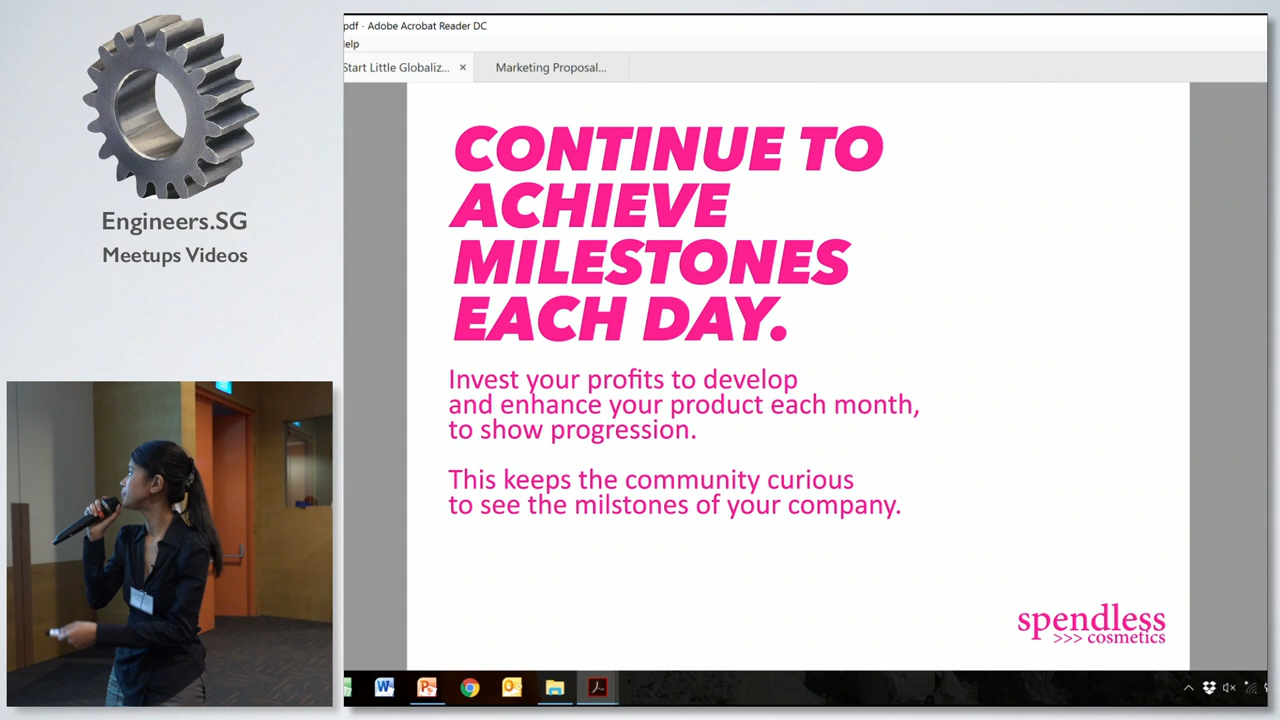 Engineers.SG
Meetups Videos
pdf - Adobe Acrobat Reader DC
elp
Start Little Globaliz... ×
Marketing Proposal...
CONTINUE TO
ACHIEVE
MILESTONES
EACH DAY.
Invest your profits to develop
and enhance your product each month,
to show progression.
This keeps the community curious
to see the milstones of your company.
spendless
>>> cosmetics